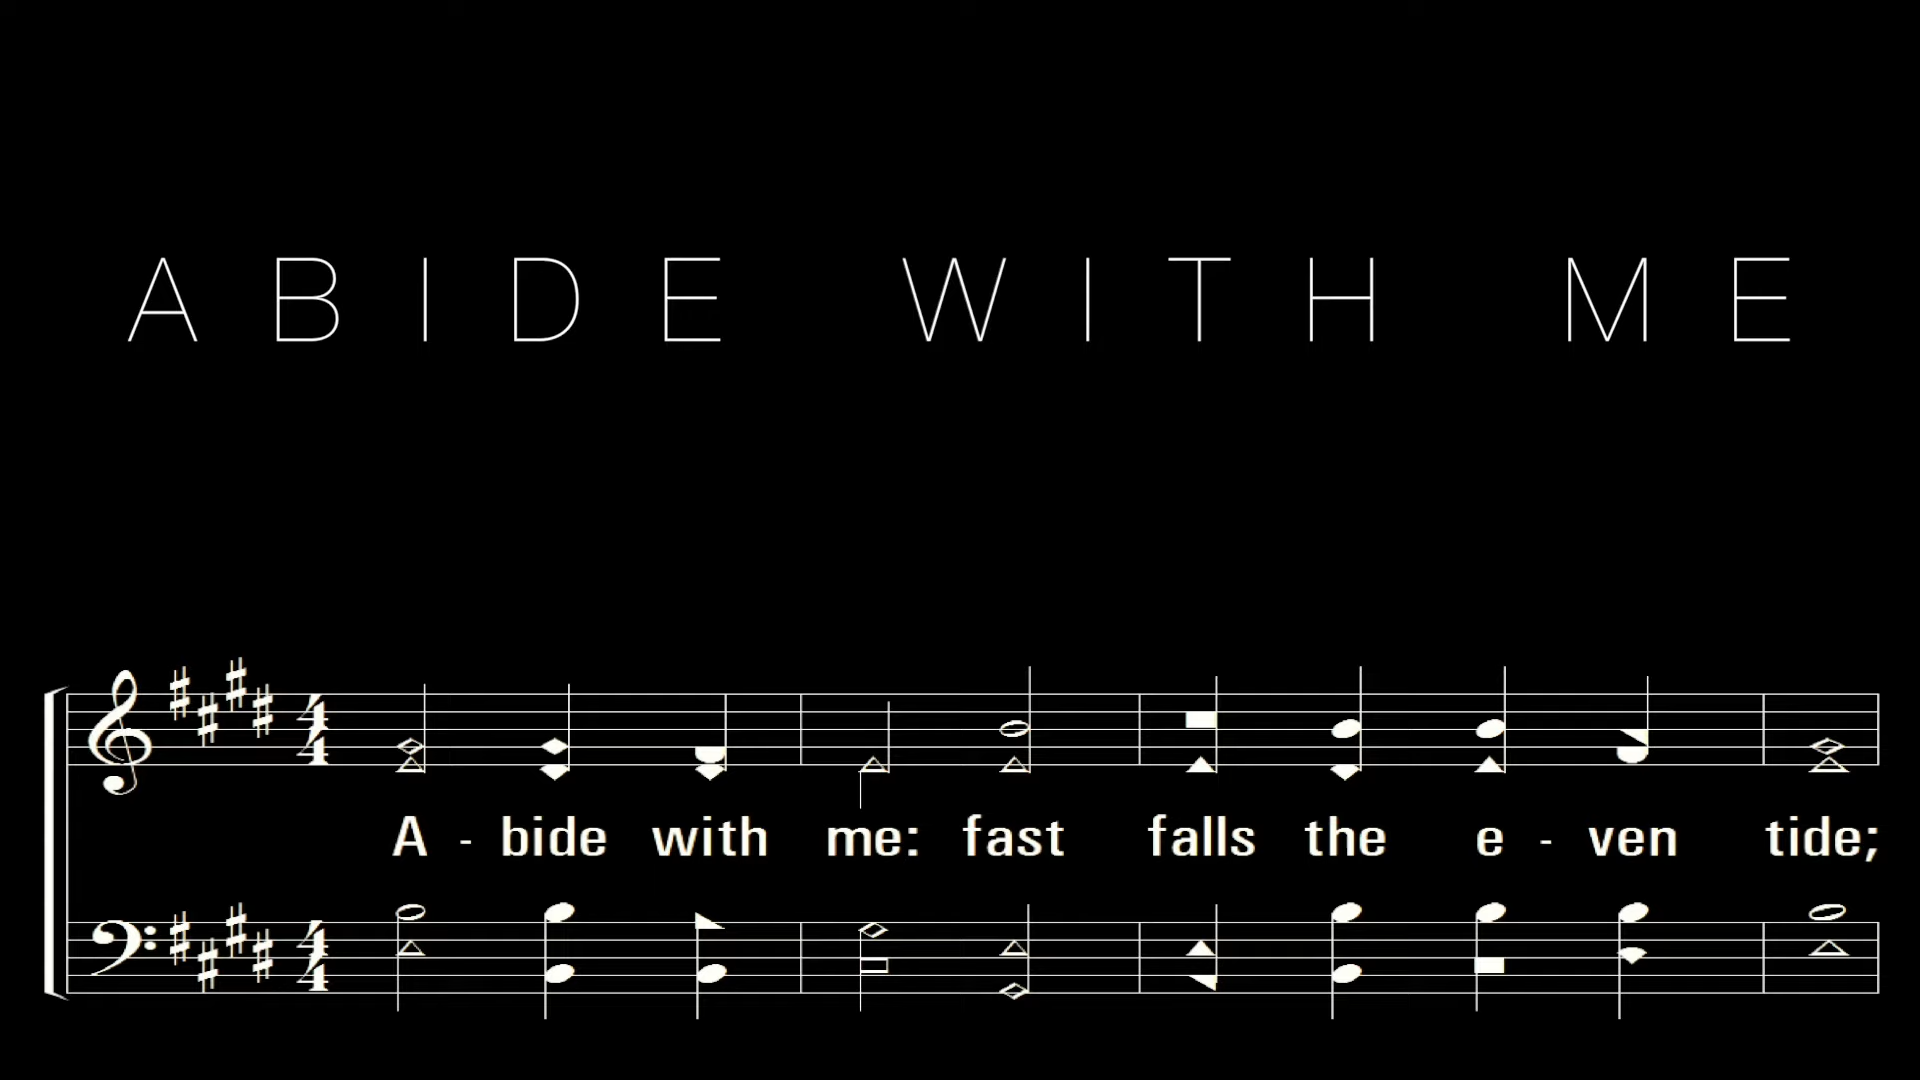 ABIDE WITH ME
A - bide with me: fast falls the e - ven tide;